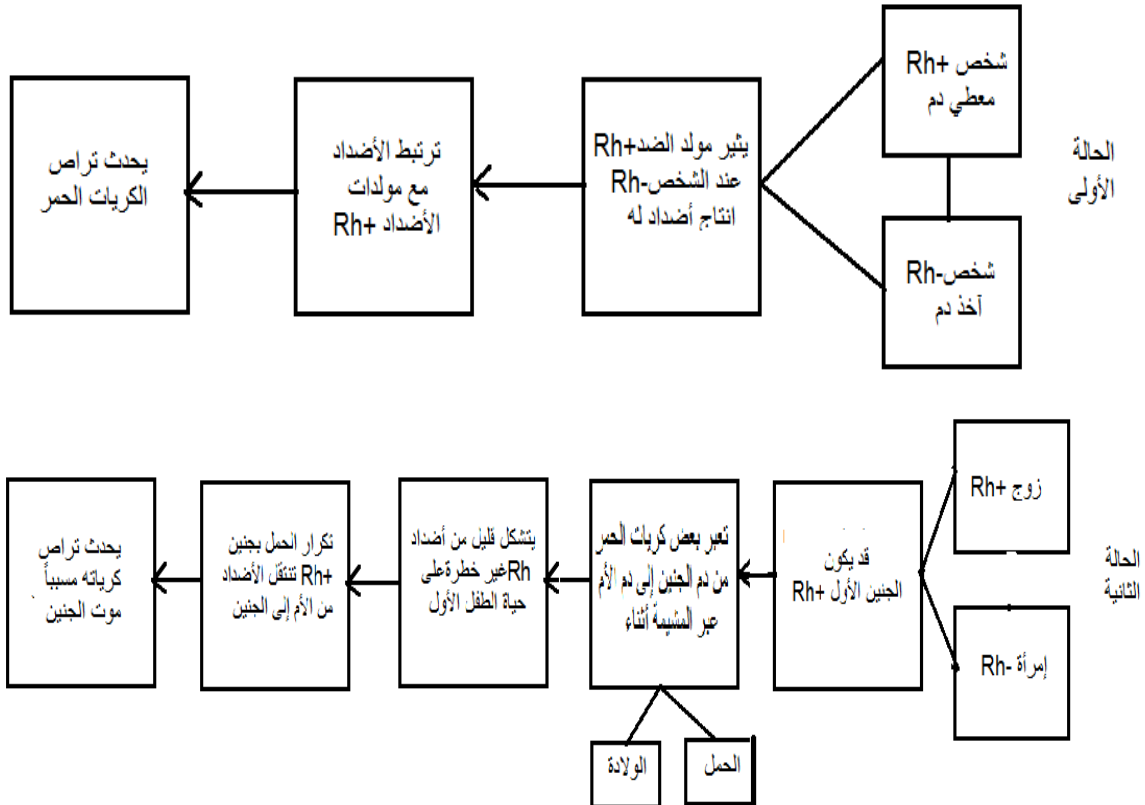 الحالة
الأولى
شخص +Rh
معطي دم
شخص-Rh
آخذ دم
يثير مولد الضد+Rh
عند الشخص-Rh
انتاج أضداد له
ترتبط الأضداد
مع مولدات
الأضداد +Rh
يحدث تراص
الكريات الحمر
الحالة
الثانية
زوج +Rh
إمرأة -Rh
قد يكون
الجنين الأول +Rh
تعبر بعض كريات الحمر
من دم الجنين إلى دم الأم
عبر المشيمة أثناء
الحمل
الولادة
يتشكل قليل من أضداد
Rhغير خطرةعلى
حياة الطفل الأول
تكرار الحمل بجنين
+Rh تنتقل الأضداد
من الأم إلى الجنين
يحدث تراص
كرياته مسبباً
موت الجنين